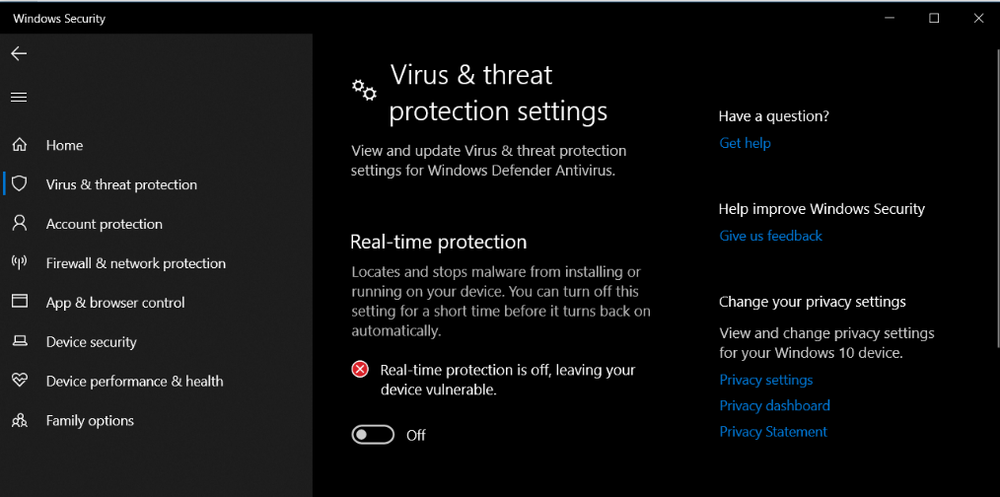 Windows Security
Home
Virus & threat protection
Account protection
Firewall & network protection
App & browser control
Device security
Device performance & health
Family options
Virus & threat
protection settings
View and update Virus & threat protection
settings for Windows Defender Antivirus.
Real-time protection
Locates and stops malware from installing or
running on your device. You can turn off this
setting for a short time before it turns back on
automatically.
Real-time protection is off, leaving your
device vulnerable.
Off
Have a question?
Get help
Help improve Windows Security
Give us feedback
Change your privacy settings
View and change privacy settings
for your Windows 10 device.
Privacy settings
Privacy dashboard
Privacy Statement